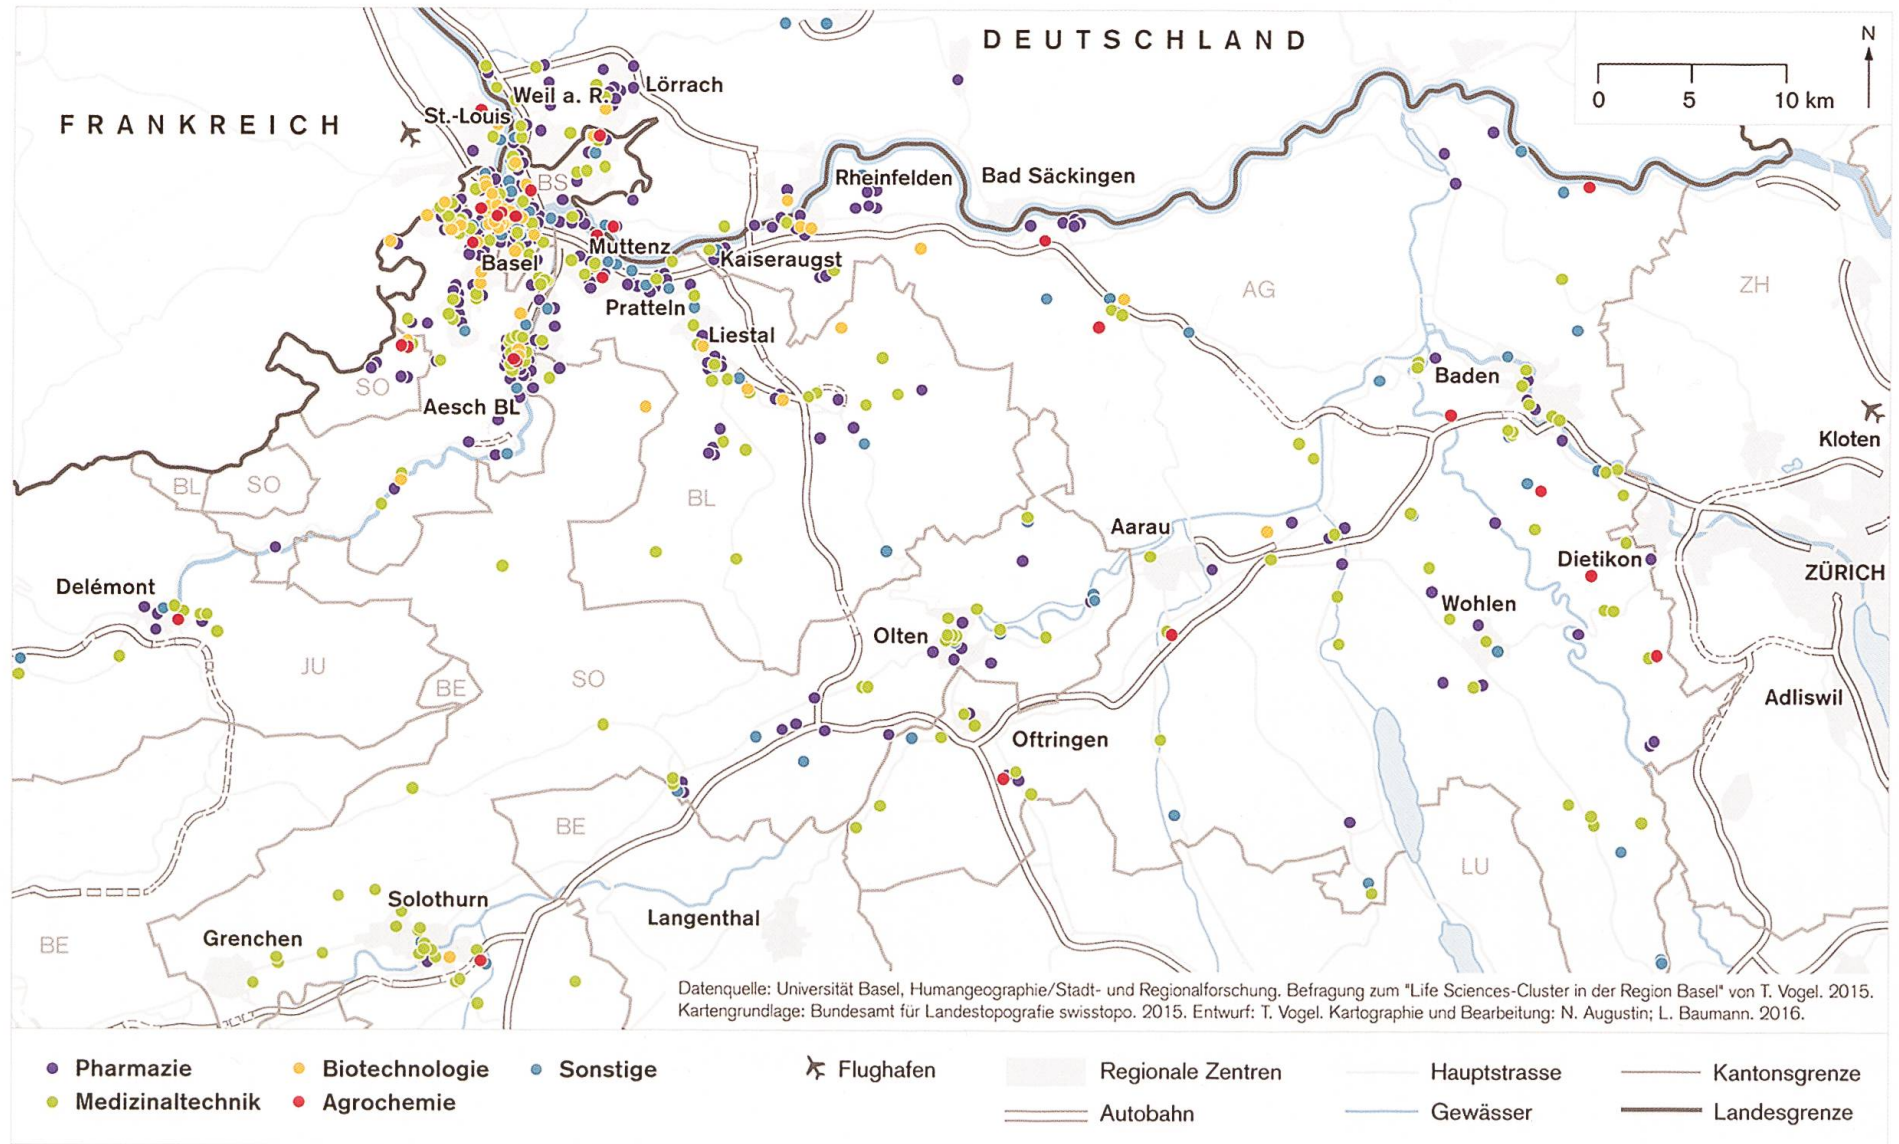 DEUTSCHLAND
N
0 5 10 km
FRANKREICH
Lörrach
Weil a. R.
St.-Louis
BS
Rheinfelden
Bad Säckingen
Muttenz
Basel
Kaiseraugst
AG
ZH
Pratteln
Liestal
SO
Baden
Aesch BL
Kloten
BL
SO
BL
Aarau
Dietikon
ZÜRICH
Delémont
Wohlen
Olten
JU
BE
SO
Adliswil
Oftringen
BE
LU
Solothurn
Langenthal
Grenchen
BE
Datenquelle: Universität Basel, Humangeographie/Stadt- und Regionalforschung. Befragung zum "Life Sciences-Cluster in der Region Basel" von T. Vogel. 2015.
Kartengrundlage: Bundesamt für Landestopografie swisstopo. 2015. Entwurf: T. Vogel. Kartographie und Bearbeitung: N. Augustin; L. Baumann. 2016.
Pharmazie Biotechnologie Sonstige Flughafen Regionale Zentren Hauptstrasse Kantonsgrenze
Medizinaltechnik Agrochemie Autobahn Gewässer Landesgrenze